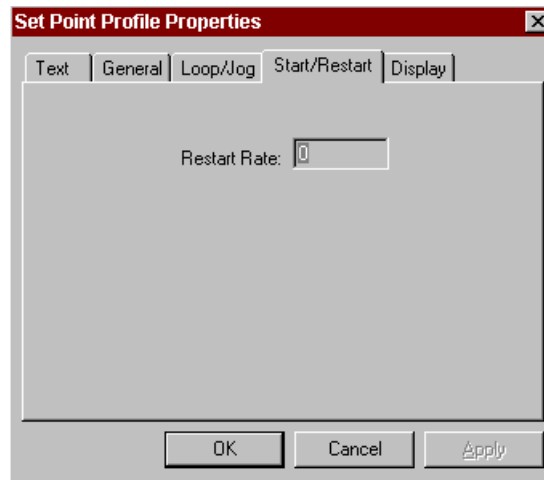 Set Point Profile Properties
Text General Loop/Jog Start/Restart Display
Restart Rate: 0
OK Cancel Apply